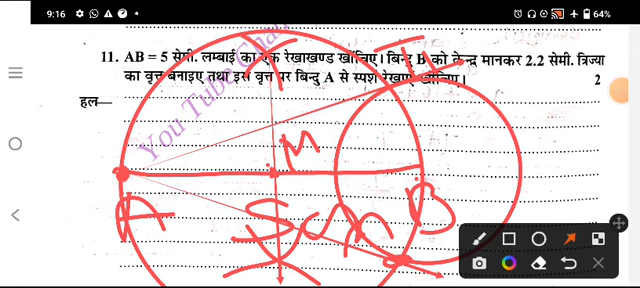 9:16
64%
11. AB = 5 सेमी. लम्बाई का एक रेखाखण्ड खींचिए। बिन्दु B को केन्द्र मानकर 2.2 सेमी. त्रिज्या
का वृत्त बनाइए तथा इस वृत्त पर बिन्दु A से स्पर्श रेखाएँ खींचिए।
2
हल—
You Tube
M
A
B
5cm